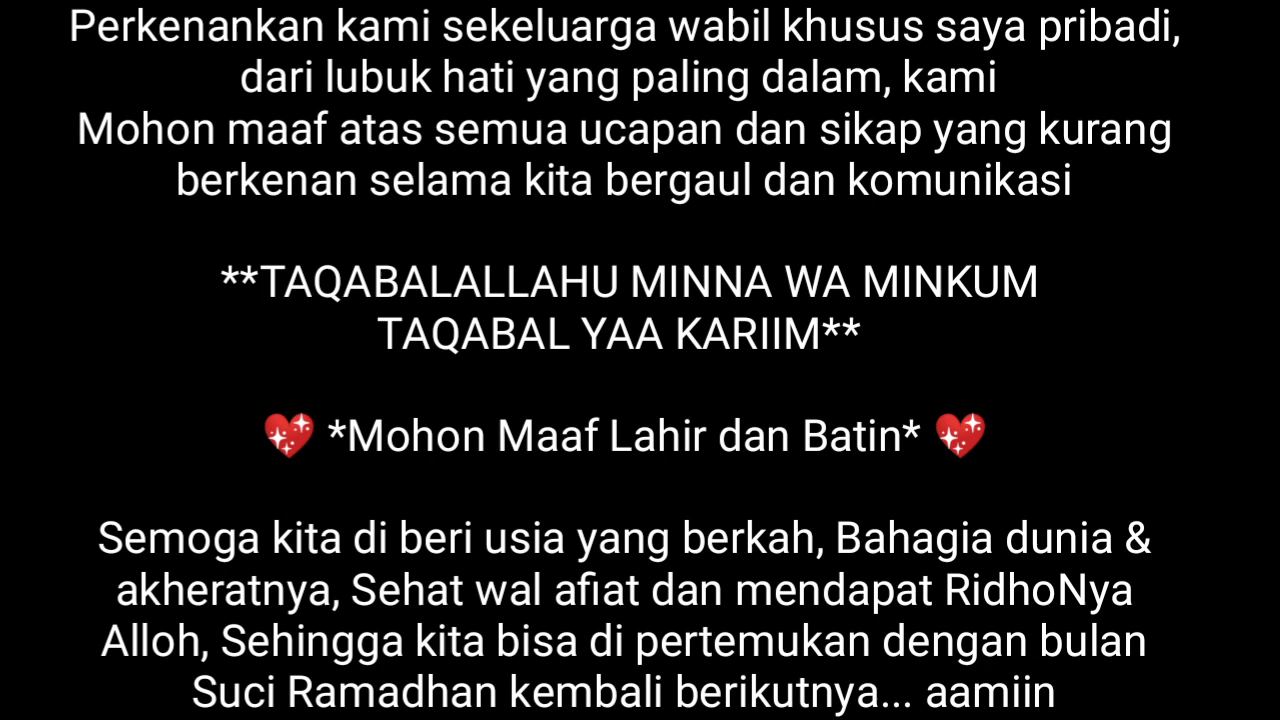 Perkenankan kami sekeluarga wabil khusus saya pribadi,
dari lubuk hati yang paling dalam, kami
Mohon maaf atas semua ucapan dan sikap yang kurang
berkenan selama kita bergaul dan komunikasi
**TAQABALALLAHU MINNA WA MINKUM
TAQABAL YAA KARIIM**
💖 *Mohon Maaf Lahir dan Batin* 💖
Semoga kita di beri usia yang berkah, Bahagia dunia &
akheratnya, Sehat wal afiat dan mendapat RidhoNya
Alloh, Sehingga kita bisa di pertemukan dengan bulan
Suci Ramadhan kembali berikutnya... aamiin